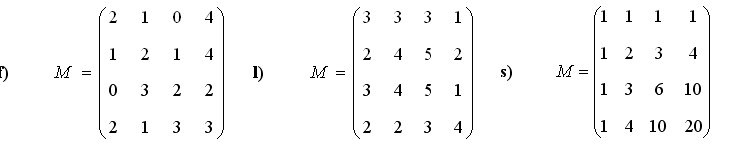 f) M = ( 2 1 0 4 / 1 2 1 4 / 0 3 2 2 / 2 1 3 3 )
l) M = ( 3 3 3 1 / 2 4 5 2 / 3 4 5 1 / 2 2 3 4 )
s) M = ( 1 1 1 1 / 1 2 3 4 / 1 3 6 10 / 1 4 10 20 )